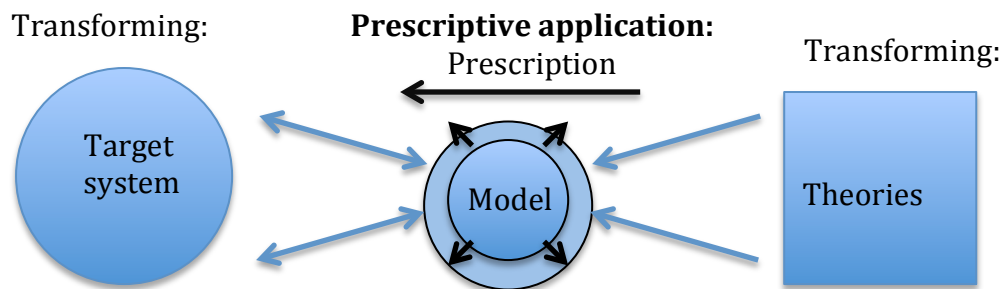 Transforming:
Prescriptive application:
Prescription
Transforming:
Target
system
Model
Theories